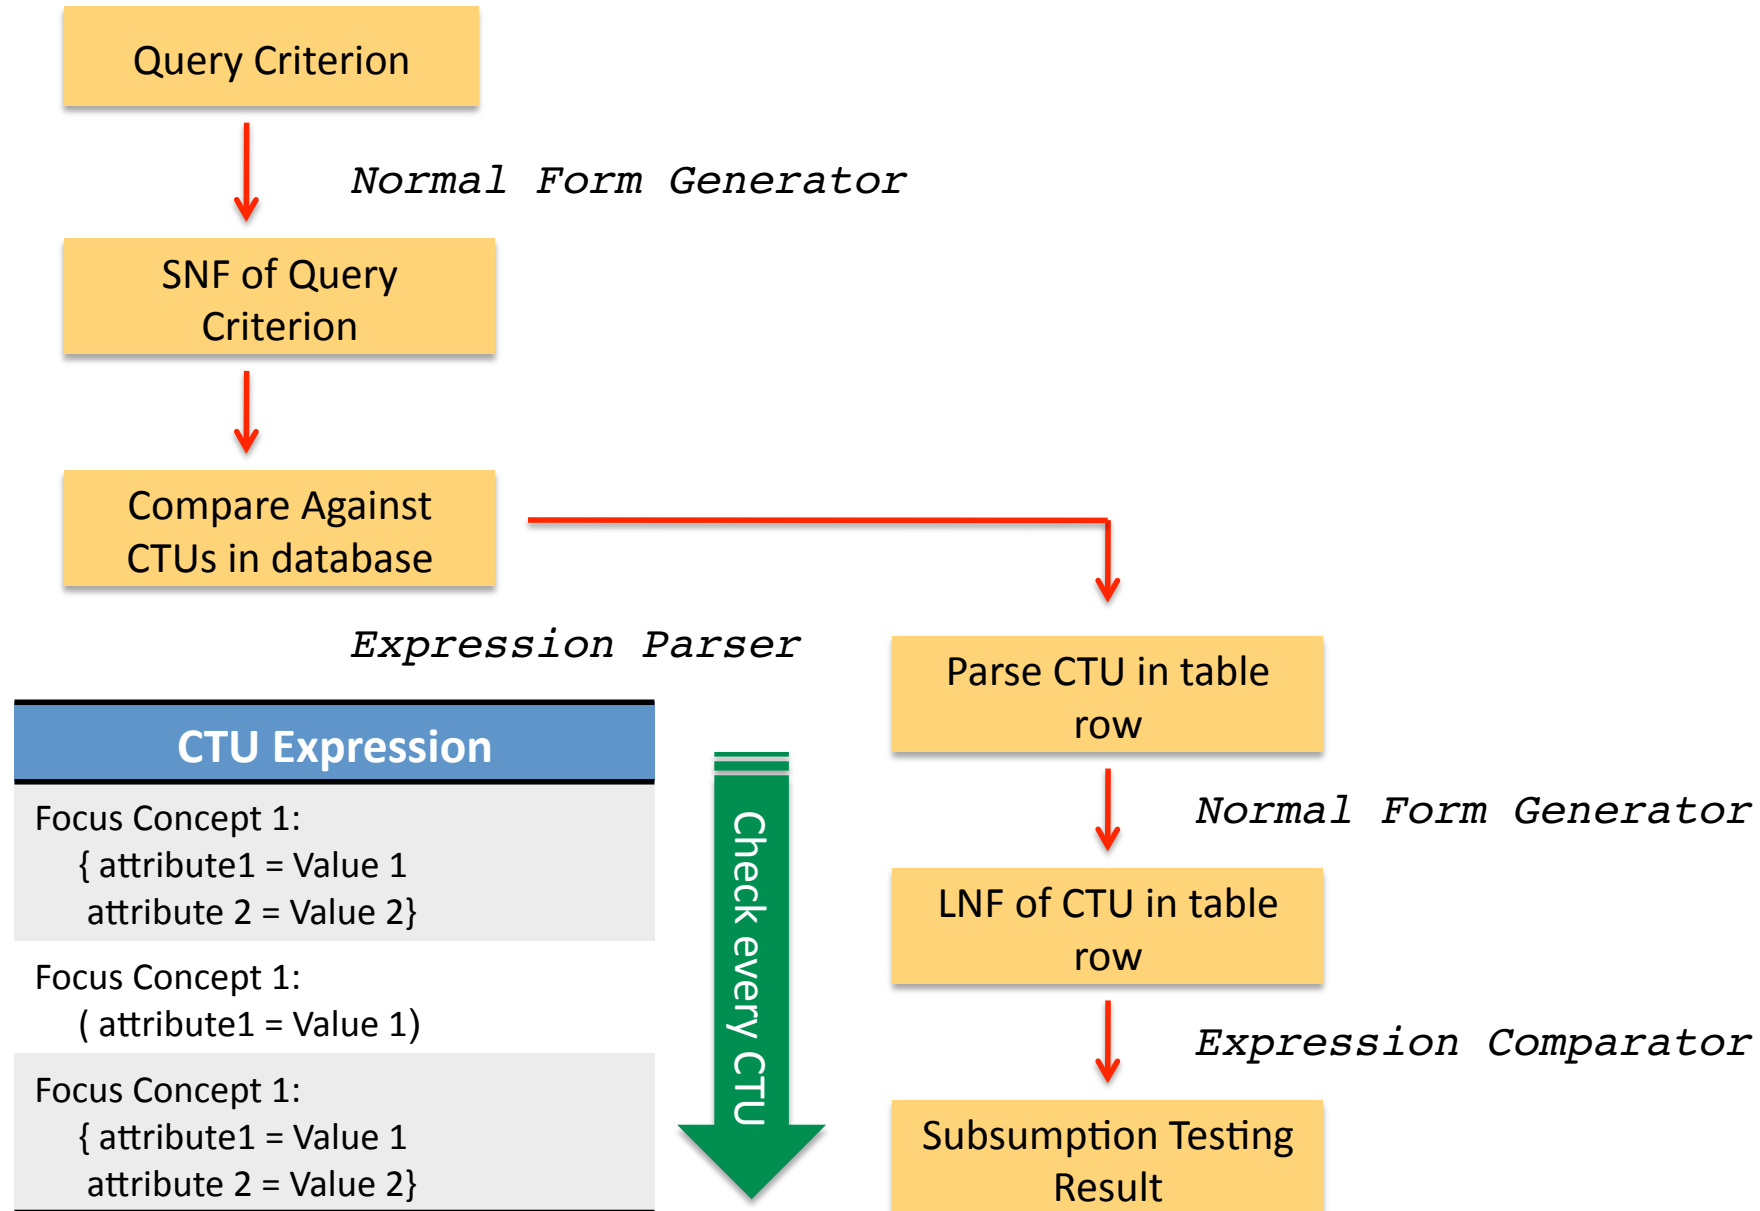 Query Criterion
Normal Form Generator
SNF of Query
Criterion
Compare Against
CTUs in database
Expression Parser
Parse CTU in table
row
Normal Form Generator
LNF of CTU in table
row
Expression Comparator
Subsumption Testing
Result
CTU Expression
Focus Concept 1:
{ attribute1 = Value 1
attribute 2 = Value 2}
Focus Concept 1:
( attribute1 = Value 1)
Focus Concept 1:
{ attribute1 = Value 1
attribute 2 = Value 2}
Check every CTU